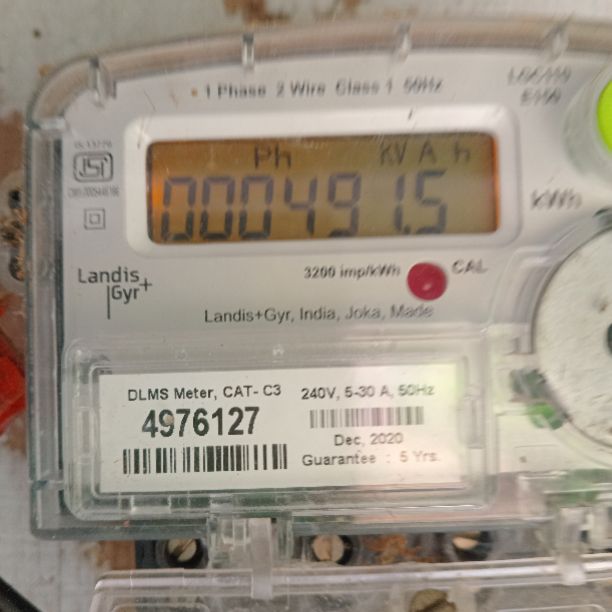 1 Phase 2 Wire Class 1 50Hz
Ph KVAh
000491.5
kWh
3200 imp/kWh CAL
Landis
Gyr+
Landis+Gyr, India, Joka, Made
DLMS Meter, CAT- C3 240V, 5-30 A, 50Hz
4976127
Dec, 2020
Guarantee : 5 Yrs.